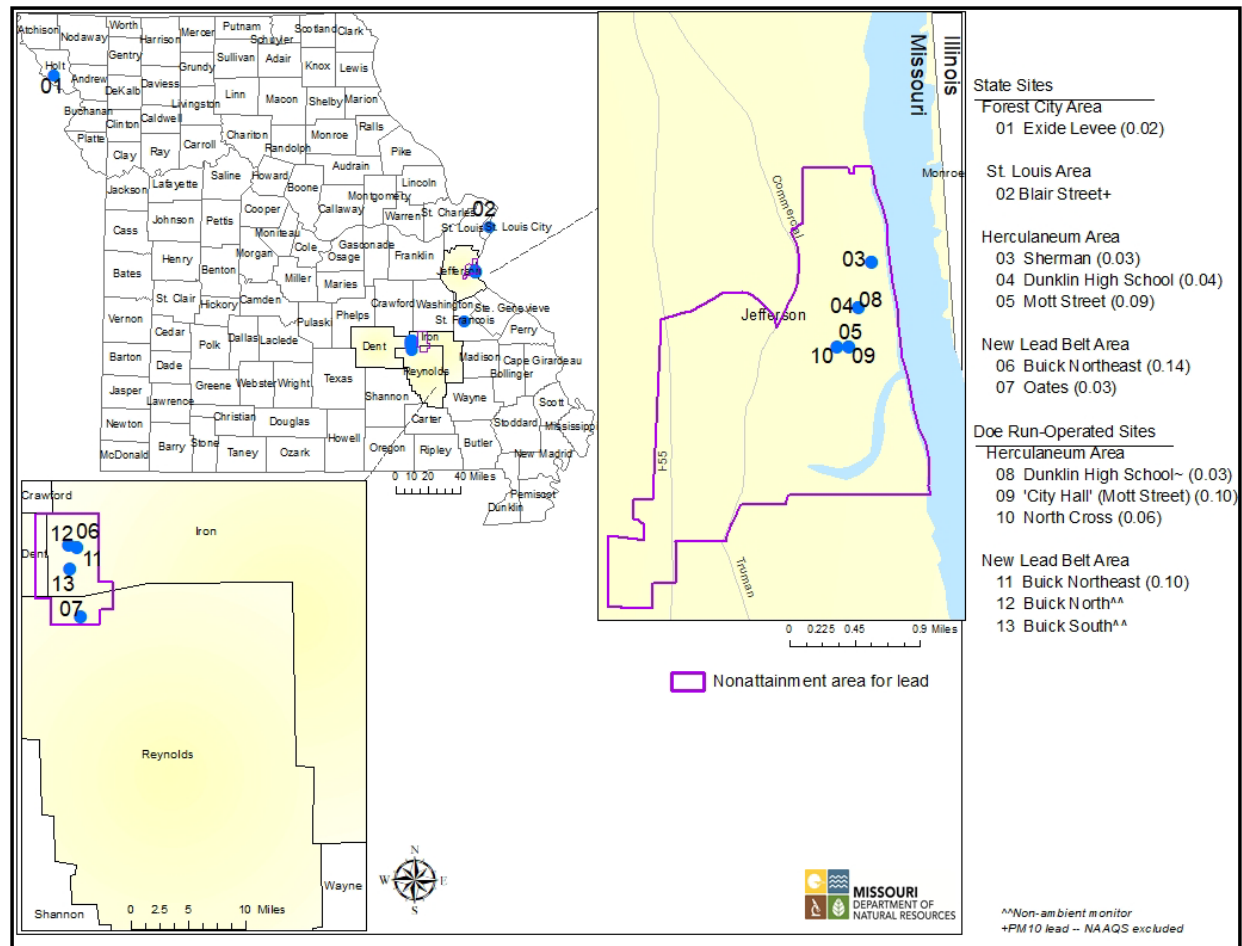 Atchison
Nodaway
Worth
Harrison
Mercer
Putnam
Schuyler
Scotland
Clark
Gentry
Sullivan
Adair
Knox
Lewis
Holt
01
Andrew
DeKalb
Daviess
Grundy
Linn
Macon
Shelby
Marion
Buchanan
Clinton
Caldwell
Livingston
Chariton
Randolph
Monroe
Ralls
Platte
Clay
Ray
Carroll
Audrain
Pike
Jackson
Lafayette
Saline
Howard
Boone
Callaway
Montgomery
Lincoln
Warren
St. Charles
02
St. Louis
St. Louis City
Cass
Johnson
Pettis
Cooper
Moniteau
Cole
Osage
Gasconade
Franklin
Jefferson
Bates
Henry
Benton
Morgan
Miller
Maries
Crawford
Washington
Ste. Genevieve
St. Francois
Perry
Vernon
St. Clair
Hickory
Camden
Pulaski
Phelps
Dent
Iron
Madison
Cape Girardeau
Bollinger
Barton
Cedar
Polk
Dallas
Laclede
Texas
Reynolds
Wayne
Scott
Dade
Jasper
Lawrence
Greene
Webster
Wright
Shannon
Carter
Stoddard
Mississippi
Newton
Christian
Douglas
Howell
Oregon
Ripley
Butler
New Madrid
McDonald
Barry
Stone
Taney
Ozark
Pemiscot
Dunklin
0 10 20 40 Miles
Crawford
Dent
Iron
12 06
11
13
07
Reynolds
Shannon
Wayne
0 2.5 5 10 Miles
N
W E
S
Illinois
Missouri
Monroe
Commercial
Jefferson
I-55
Truman
03
04 08
05
10 09
0 0.225 0.45 0.9 Miles
Nonattainment area for lead
State Sites
Forest City Area
01 Exide Levee (0.02)
St. Louis Area
02 Blair Street+
Herculaneum Area
03 Sherman (0.03)
04 Dunklin High School (0.04)
05 Mott Street (0.09)
New Lead Belt Area
06 Buick Northeast (0.14)
07 Oates (0.03)
Doe Run-Operated Sites
Herculaneum Area
08 Dunklin High School~ (0.03)
09 'City Hall' (Mott Street) (0.10)
10 North Cross (0.06)
New Lead Belt Area
11 Buick Northeast (0.10)
12 Buick North^^
13 Buick South^^
MISSOURI
DEPARTMENT OF
NATURAL RESOURCES
^^Non-ambient monitor
+PM10 lead -- NAAQS excluded